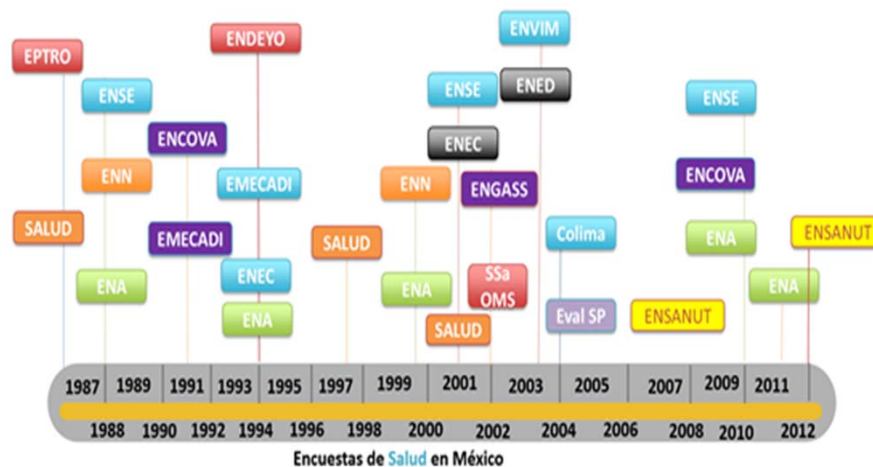 ENVIM
EPTRO
ENDEYO
ENSE
ENSE
ENED
ENSE
ENCOVA
ENEC
ENN
EMECADI
ENN
ENGASS
ENCOVA
SALUD
EMECADI
SALUD
Colima
ENA
ENSANUT
ENA
ENEC
ENA
SSa
OMS
ENA
ENA
SALUD
Eval SP
ENSANUT
1987 1989 1991 1993 1995 1997 1999 2001 2003 2005 2007 2009 2011
1988 1990 1992 1994 1996 1998 2000 2002 2004 2006 2008 2010 2012
Encuestas de Salud en México